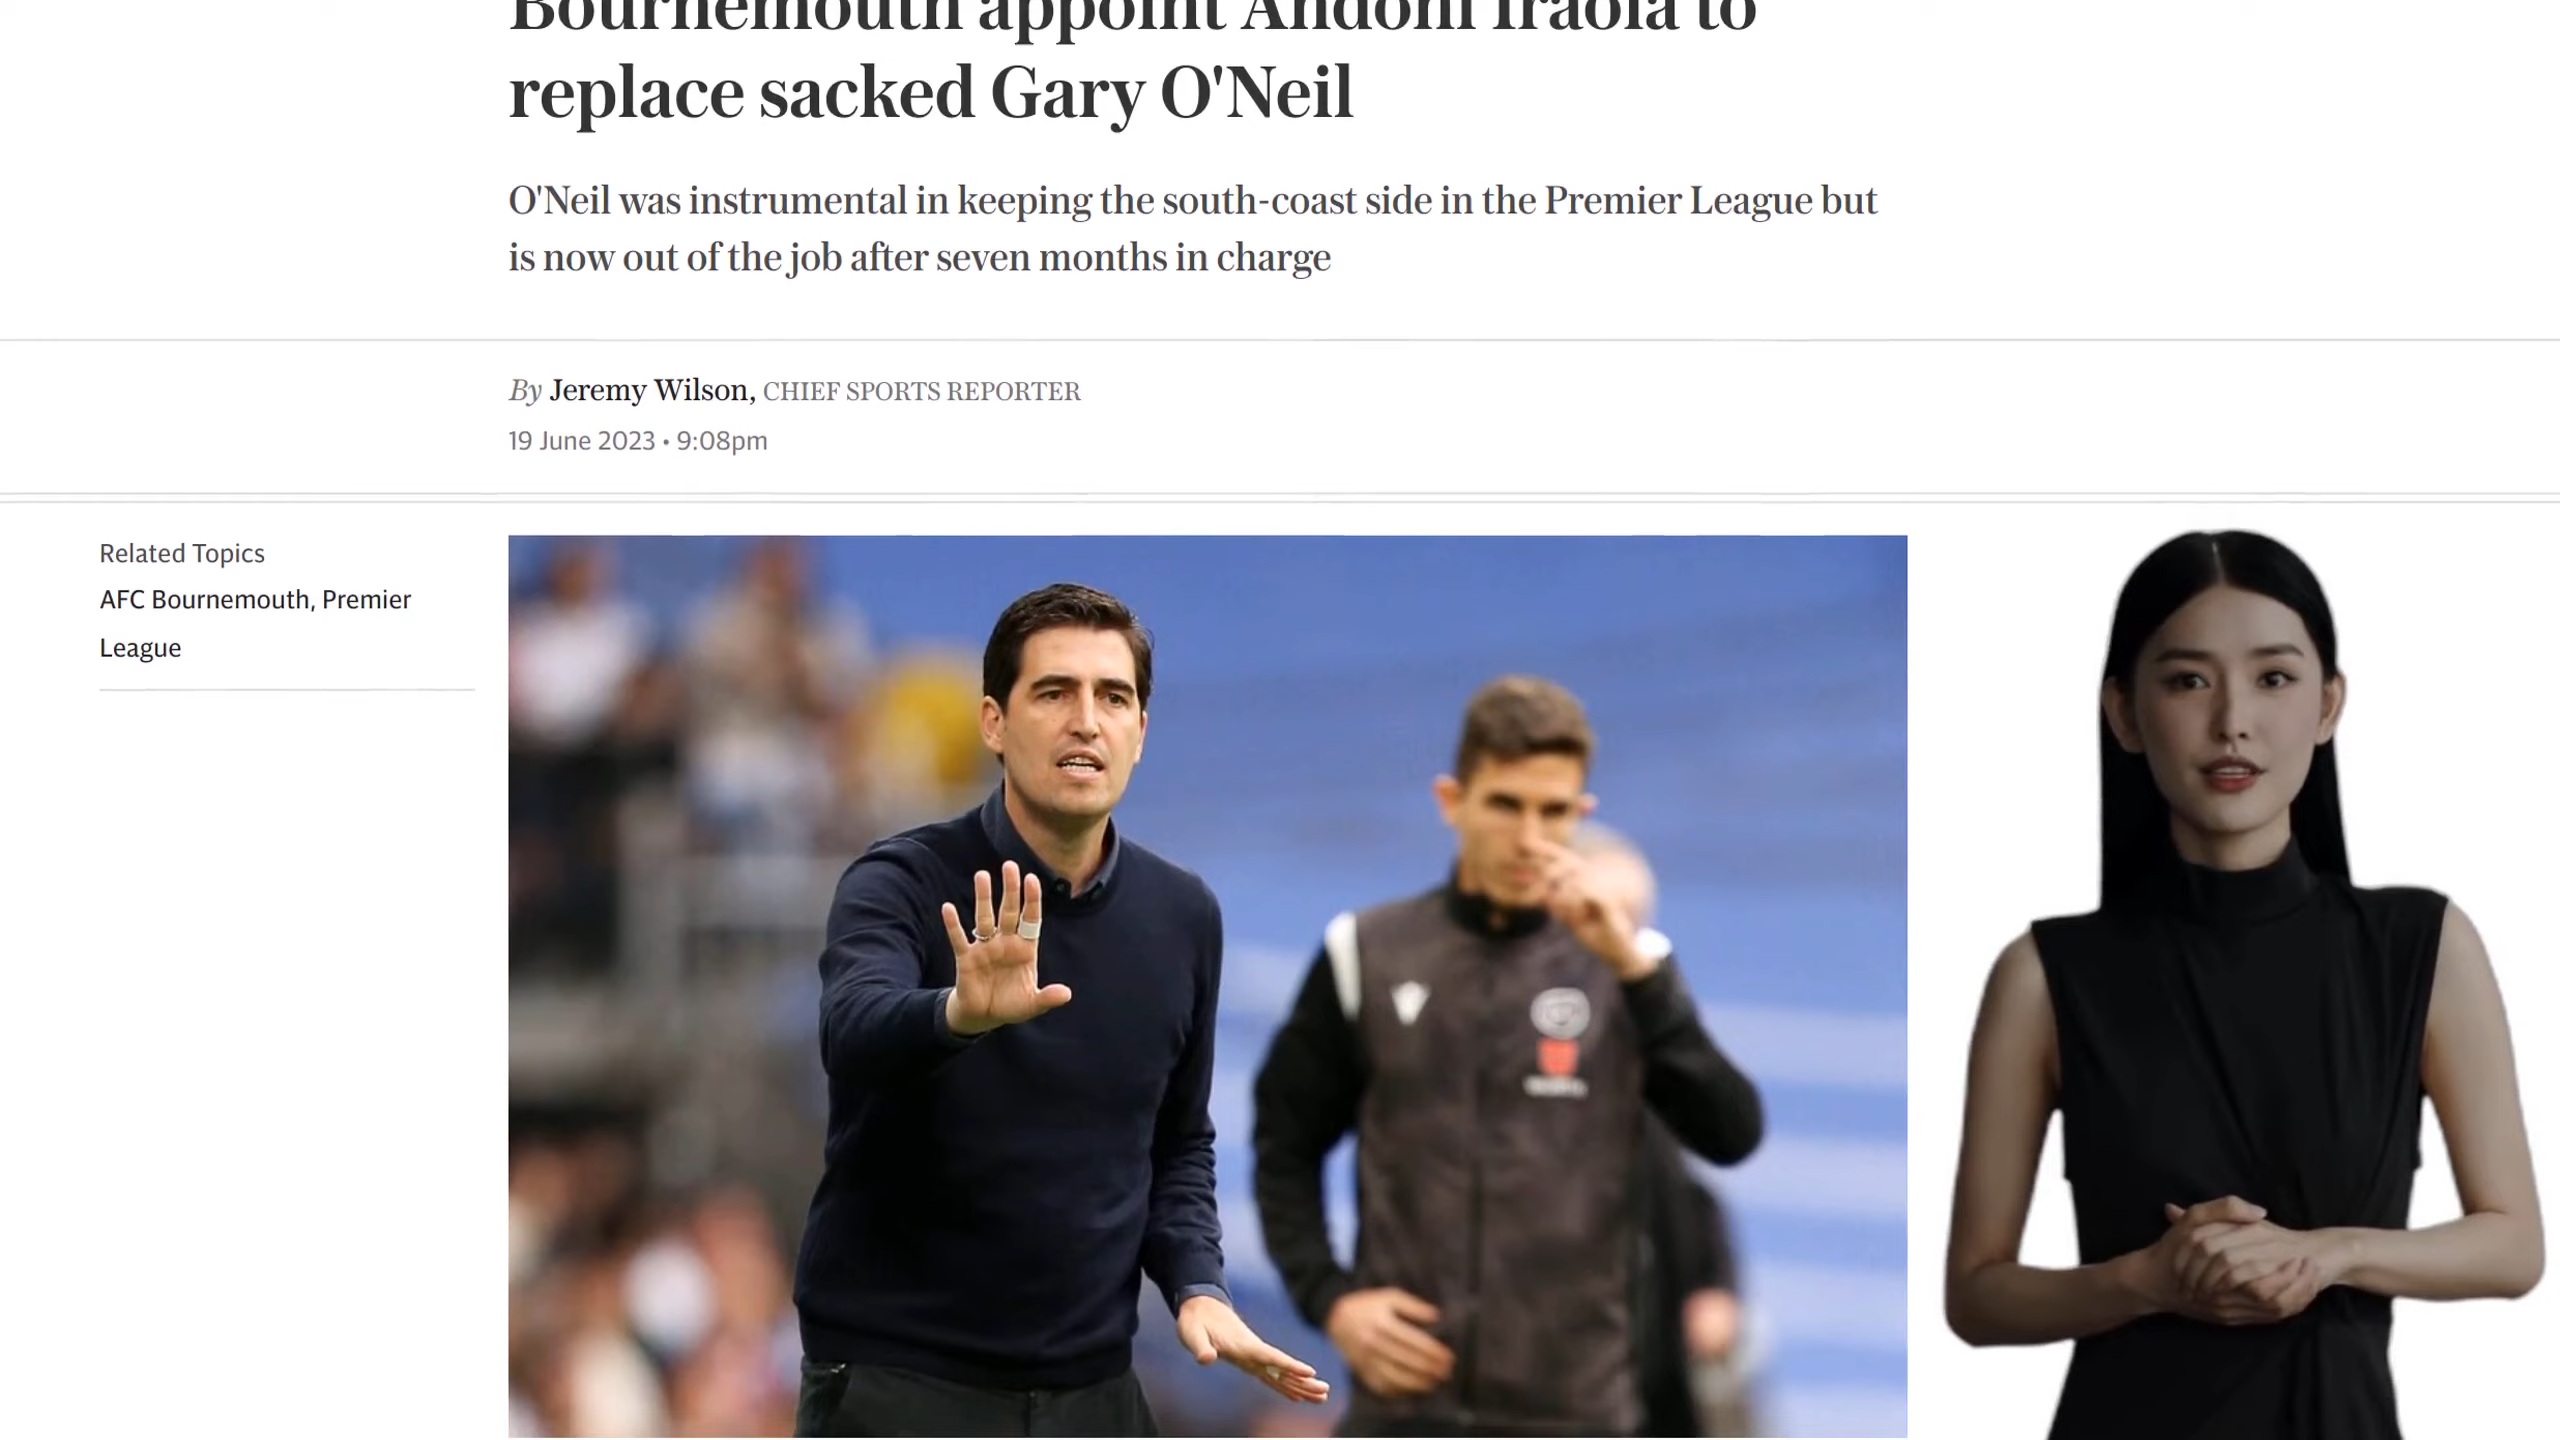 Bournemouth appoint Andoni Iraola to
replace sacked Gary O'Neil
O'Neil was instrumental in keeping the south-coast side in the Premier League but
is now out of the job after seven months in charge
By Jeremy Wilson, CHIEF SPORTS REPORTER
19 June 2023 • 9:08pm
Related Topics
AFC Bournemouth, Premier
League